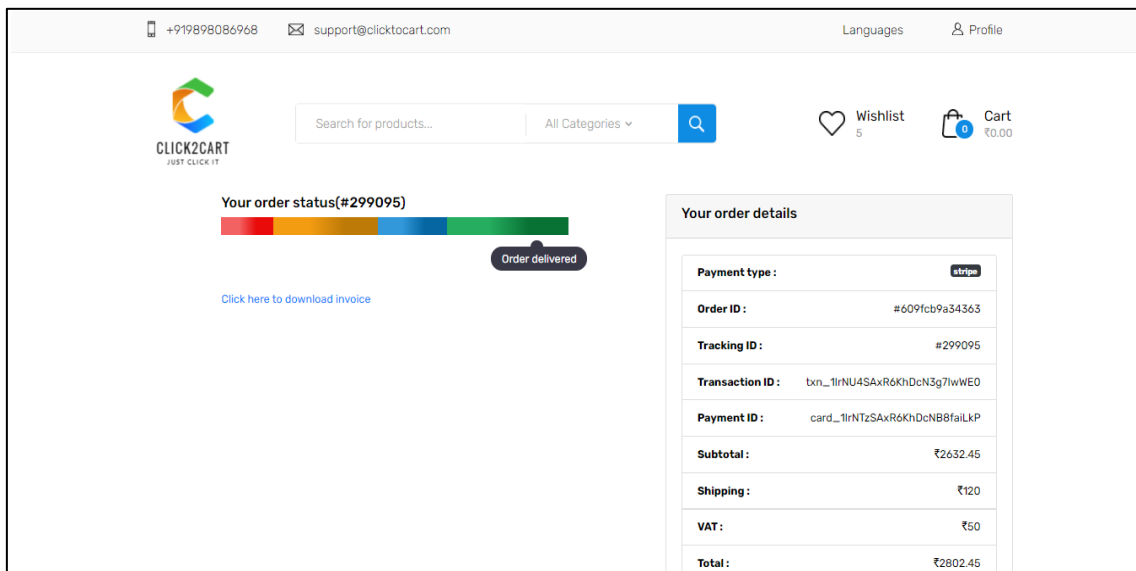 +919898086968 support@clicktocart.com Languages Profile
CLICK2CART
JUST CLICK IT
Search for products... All Categories
Wishlist
5
0
Cart
₹0.00
Your order status(#299095)
Order delivered
Click here to download invoice
Your order details
Payment type : stripe
Order ID : #609fcb9a34363
Tracking ID : #299095
Transaction ID : txn_1IrNU4SAxR6KhDcN3g7IwWE0
Payment ID : card_1IrNTzSAxR6KhDcNB8faiLkP
Subtotal : ₹2632.45
Shipping : ₹120
VAT : ₹50
Total : ₹2802.45